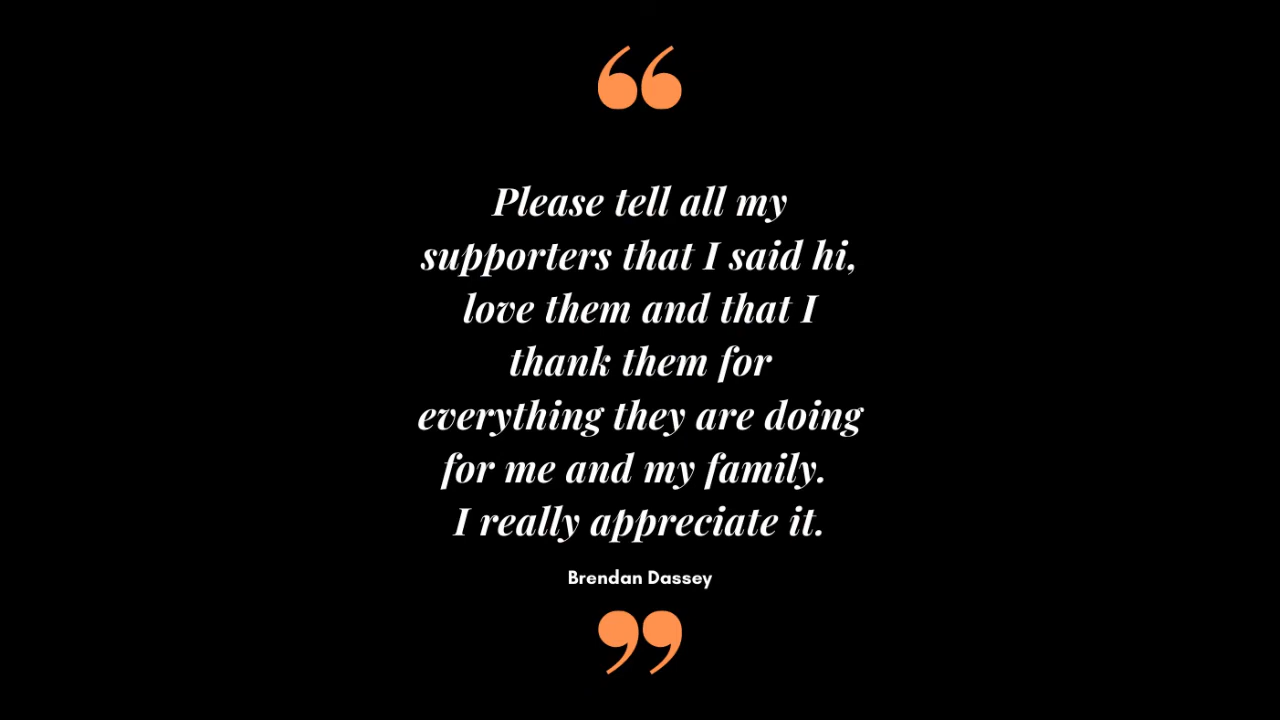 “
Please tell all my
supporters that I said hi,
love them and that I
thank them for
everything they are doing
for me and my family.
I really appreciate it.
Brendan Dassey
”